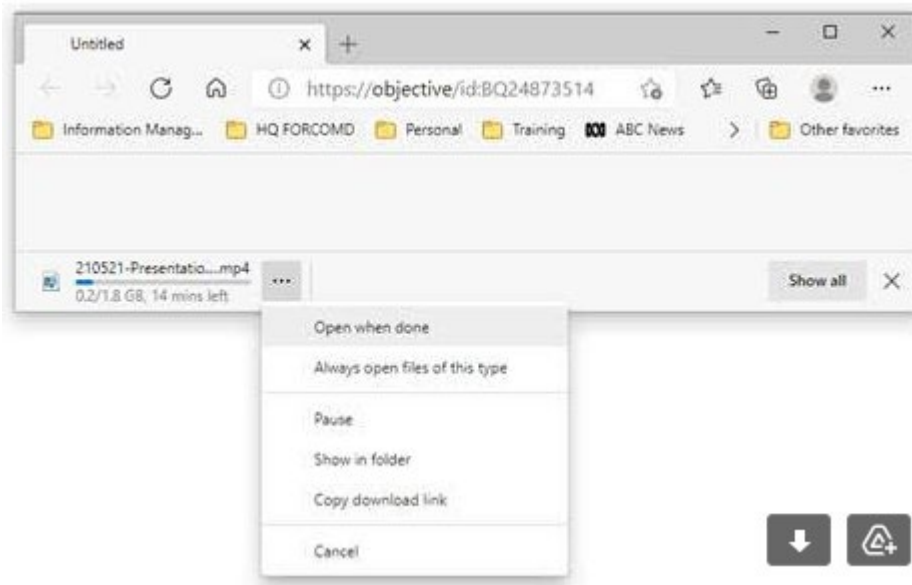 Untitled
https://objective/id:BQ24873514
Information Manag... HQ FORCOMD Personal Training ABC News Other favorites
210521-Presentatio....mp4
0.2/1.8 GB, 14 mins left
Show all
Open when done
Always open files of this type
Pause
Show in folder
Copy download link
Cancel